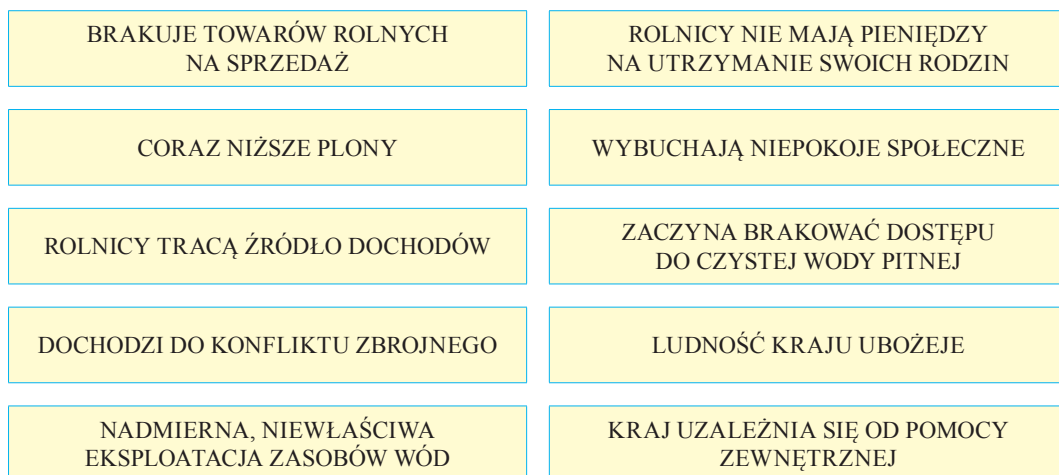 BRAKUJE TOWARÓW ROLNYCH
NA SPRZEDAŻ
ROLNICY NIE MAJĄ PIENIĘDZY
NA UTRZYMANIE SWOICH RODZIN
CORAZ NIŻSZE PLONY
WYBUCHAJĄ NIEPOKOJE SPOŁECZNE
ROLNICY TRACĄ ŹRÓDŁO DOCHODÓW
ZACZYNA BRAKOWAĆ DOSTĘPU
DO CZYSTEJ WODY PITNEJ
DOCHODZI DO KONFLIKTU ZBROJNEGO
LUDNOŚĆ KRAJU UBOŻEJE
NADMIERNA, NIEWŁAŚCIWA
EKSPLOATACJA ZASOBÓW WÓD
KRAJ UZALEŻNIA SIĘ OD POMOCY
ZEWNĘTRZNEJ